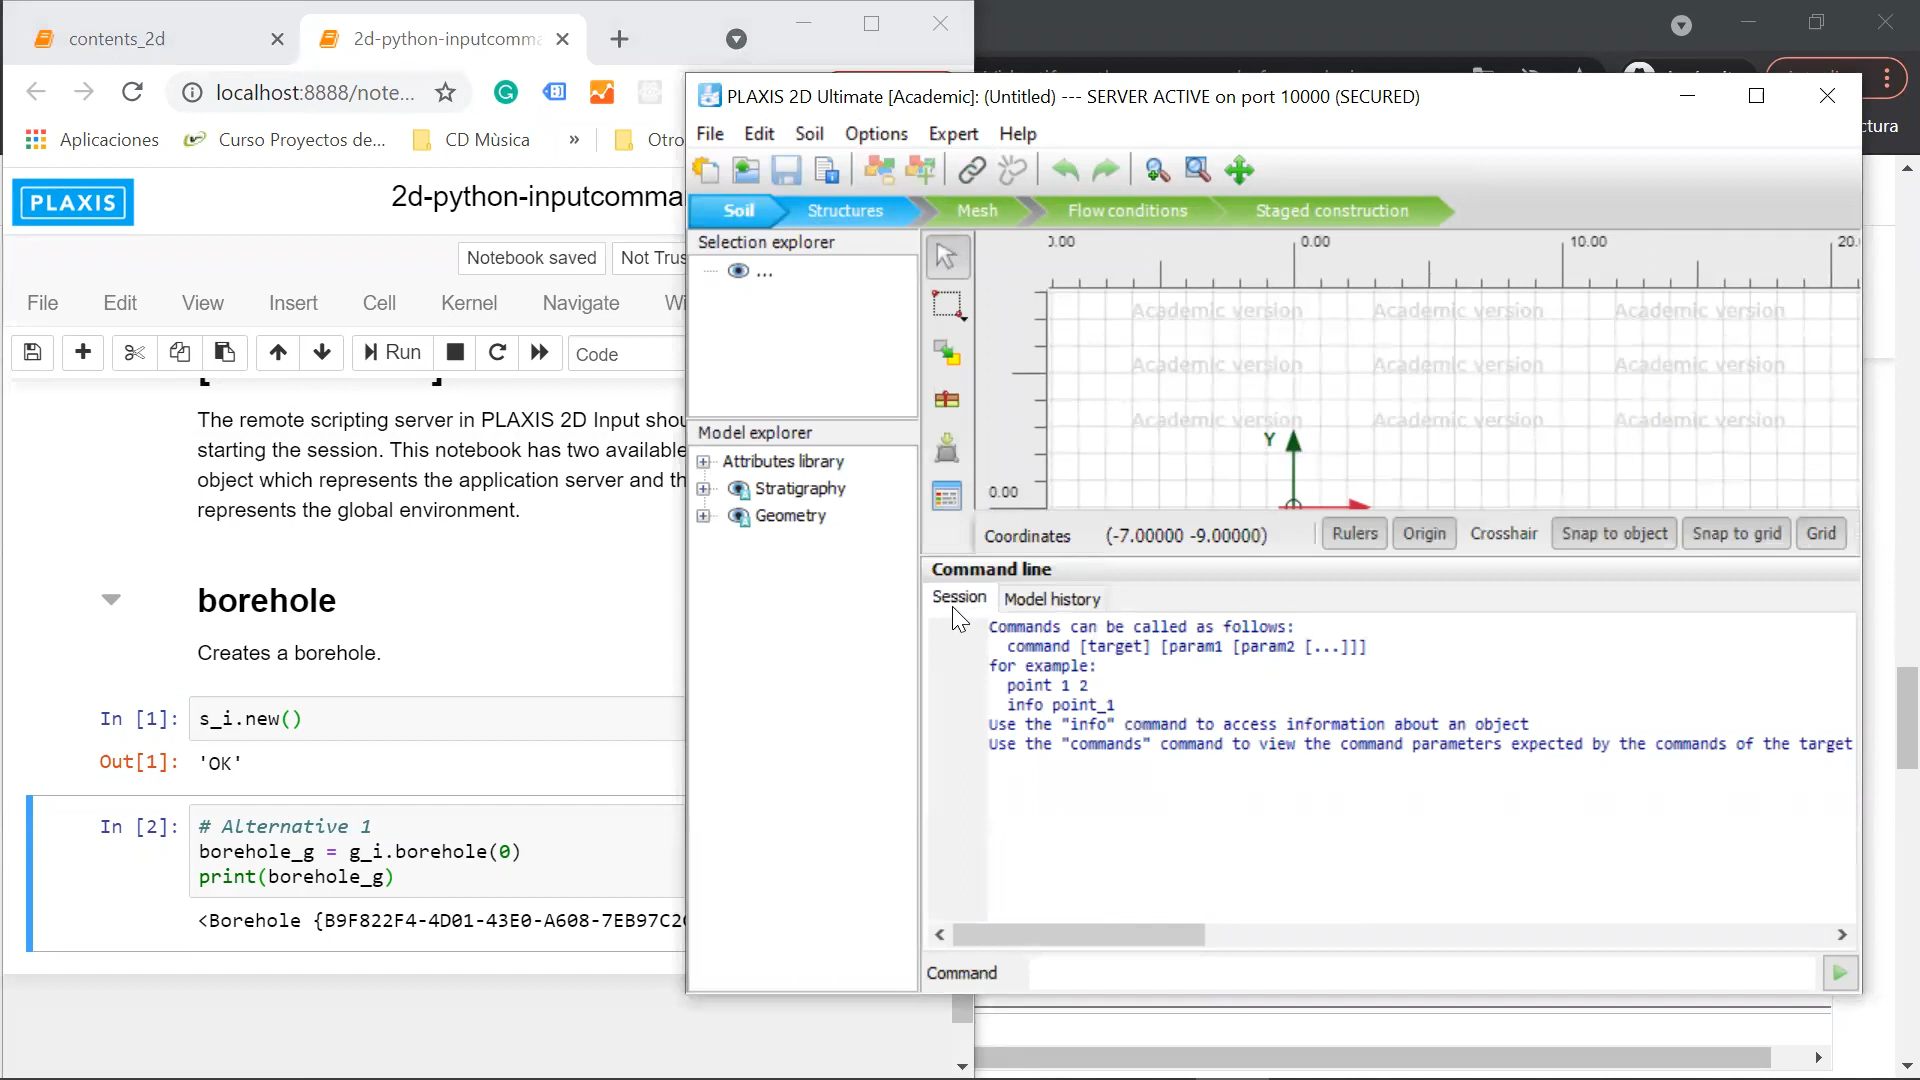 contents_2d
2d-python-inputcomma
localhost:8888/note...
Aplicaciones
Curso Proyectos de...
CD Mùsica
»
Otro
ctura
PLAXIS
2d-python-inputcomma
Notebook saved
Not Trus
File Edit View Insert Cell Kernel Navigate Wi
Run
Code
The remote scripting server in PLAXIS 2D Input shou
starting the session. This notebook has two available
object which represents the application server and th
represents the global environment.
borehole
Creates a borehole.
In [1]: s_i.new()
Out[1]: 'OK'
In [2]: # Alternative 1
borehole_g = g_i.borehole(0)
print(borehole_g)
<Borehole {B9F822F4-4D01-43E0-A608-7EB97C2
PLAXIS 2D Ultimate [Academic]: (Untitled) --- SERVER ACTIVE on port 10000 (SECURED)
File Edit Soil Options Expert Help
Soil Structures Mesh Flow conditions Staged construction
Selection explorer
...
Model explorer
Attributes library
Stratigraphy
Geometry
0.00 0.00 10.00 20.
Academic version Academic version Academic version
Academic version Academic version Academic version
Academic version Academic version Academic version
Y
0.00
Coordinates (-7.00000 -9.00000) Rulers Origin Crosshair Snap to object Snap to grid Grid
Command line
Session Model history
Commands can be called as follows:
command [target] [param1 [param2 [...]]]
for example:
point 1 2
info point_1
Use the "info" command to access information about an object
Use the "commands" command to view the command parameters expected by the commands of the target
Command